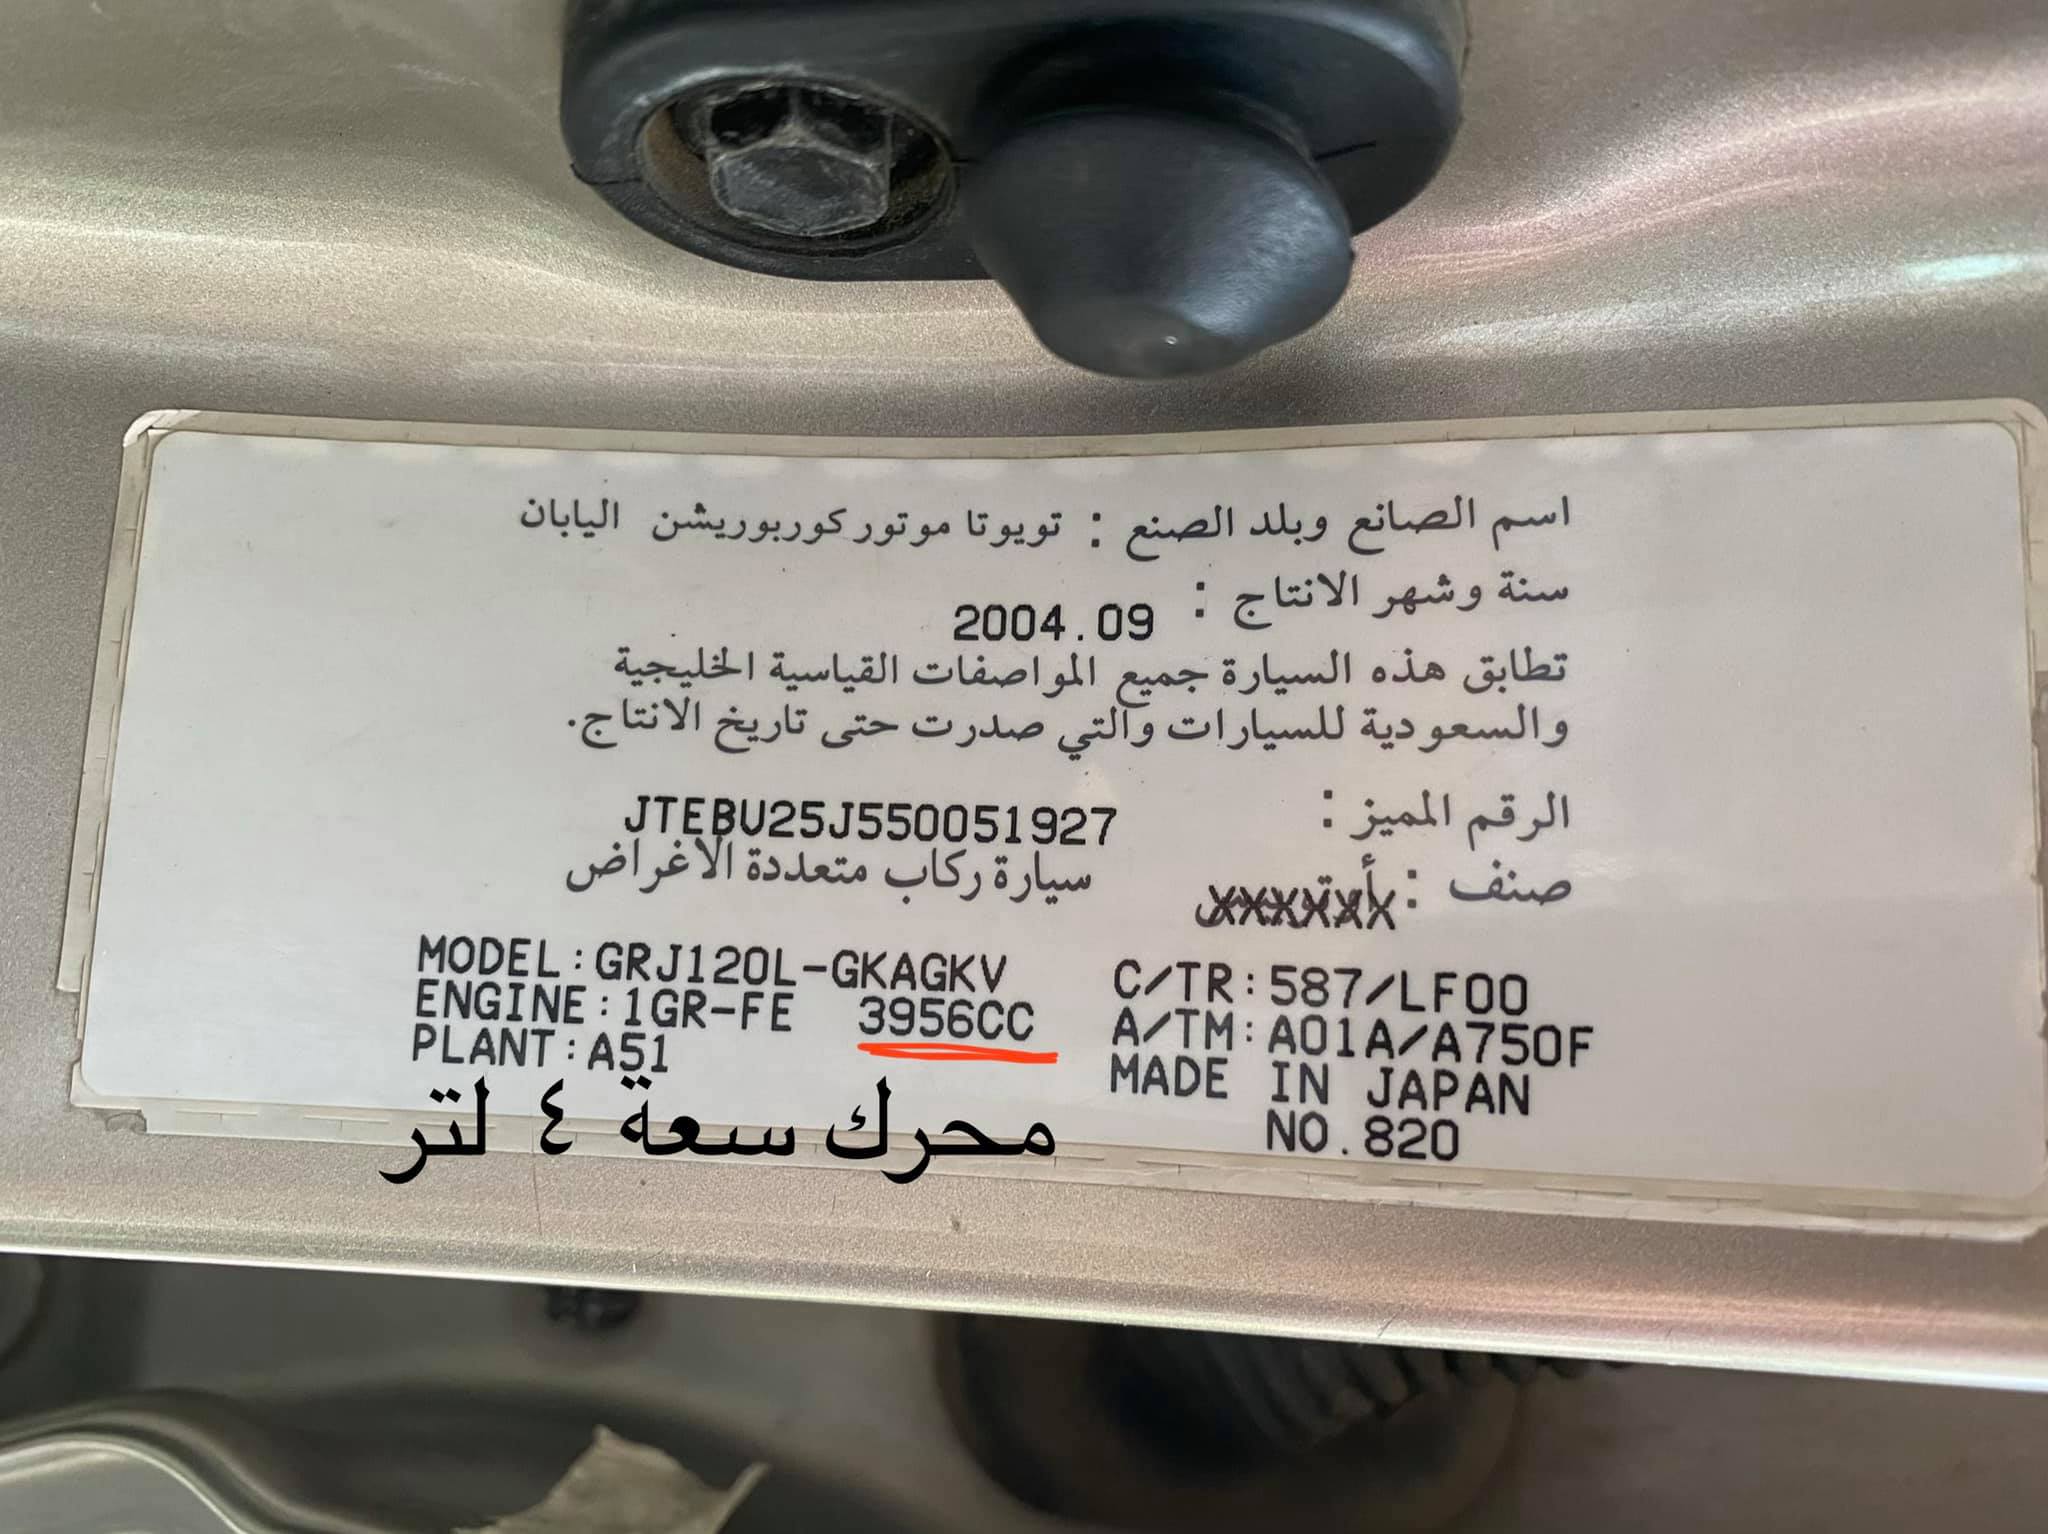 اسم الصانع وبلد الصنع : تويوتا موتور كوربوريشن اليابان
سنة وشهر الانتاج : 2004.09
تطابق هذه السيارة جميع المواصفات القياسية الخليجية
والسعودية للسيارات والتي صدرت حتى تاريخ الانتاج.
الرقم المميز : JTEBU25J550051927
صنف : XXXXXX سيارة ركاب متعددة الاغراض
MODEL:GRJ120L-GKAGKV C/TR:587/LF00
ENGINE:1GR-FE 3956CC A/TM:A01A/A750F
PLANT:A51 MADE IN JAPAN
NO.820
محرك سعة ٤ لتر